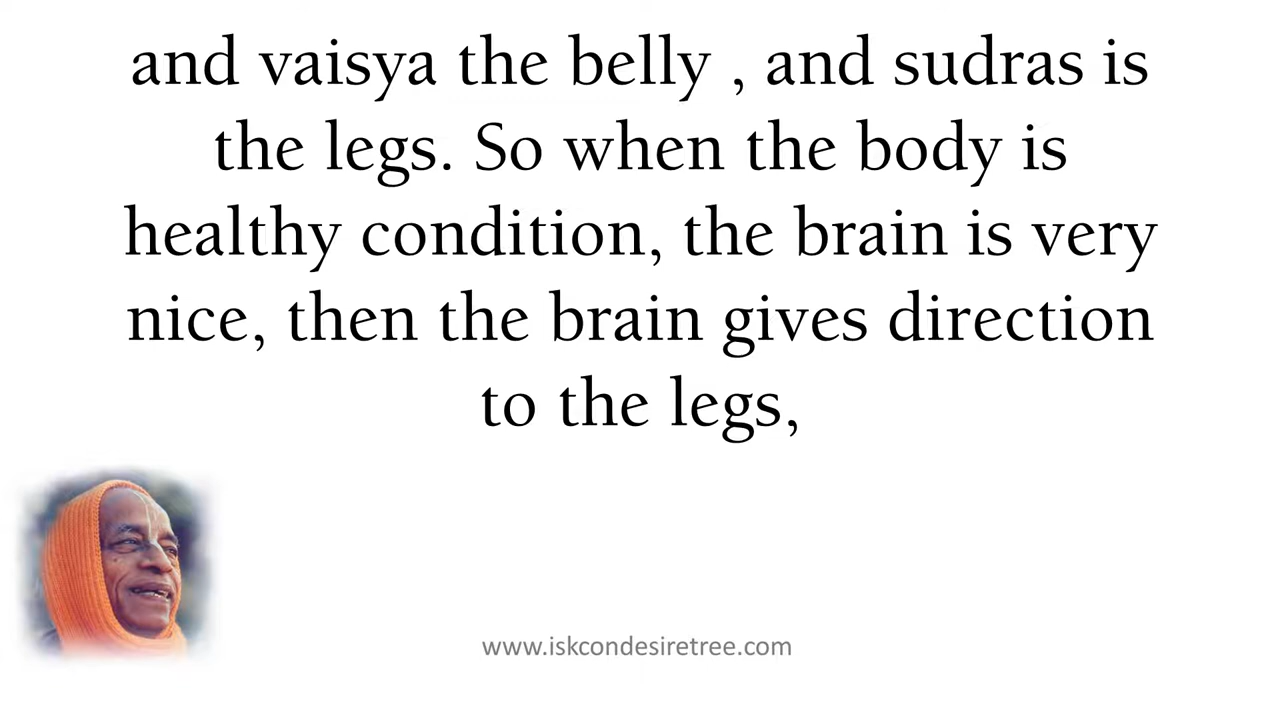 and vaisya the belly , and sudras is
the legs. So when the body is
healthy condition, the brain is very
nice, then the brain gives direction
to the legs,
www.iskcondesiretree.com